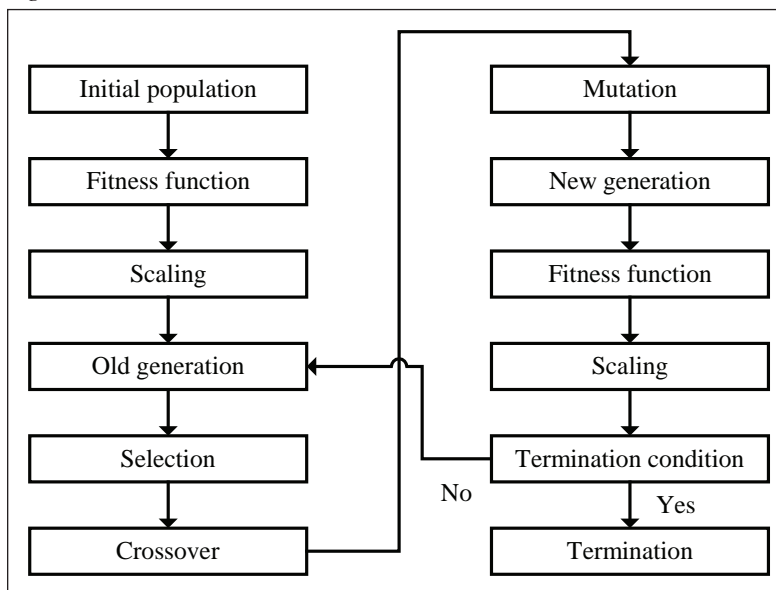 Initial population
Fitness function
Scaling
Old generation
Selection
Crossover
Mutation
New generation
Fitness function
Scaling
Termination condition
No
Yes
Termination